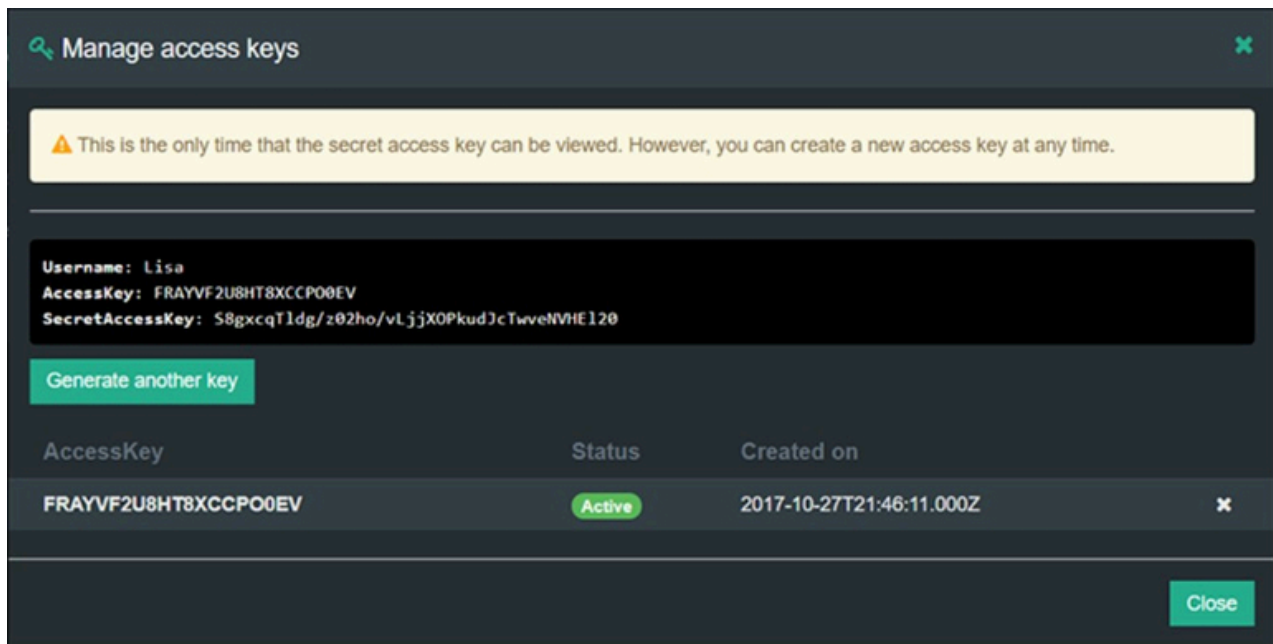 Manage access keys
This is the only time that the secret access key can be viewed. However, you can create a new access key at any time.
Username: Lisa
AccessKey: FRAYVF2U8HT8XCCPO0EV
SecretAccessKey: S8gxcqTldg/z02ho/vLjjXOPkudJcTwveNVHEl20
Generate another key
AccessKey Status Created on
FRAYVF2U8HT8XCCPO0EV Active 2017-10-27T21:46:11.000Z
Close